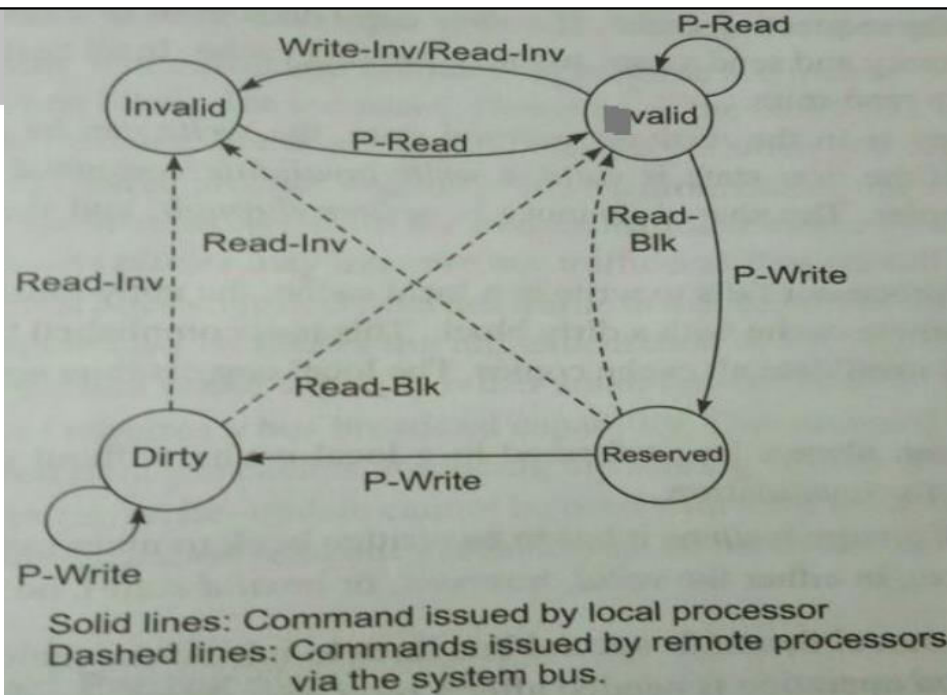 P-Read
Write-Inv/Read-Inv
Invalid
valid
P-Read
Read-
Blk
Read-Inv
Read-Inv
P-Write
Read-Blk
Dirty
Reserved
P-Write
P-Write
Solid lines: Command issued by local processor
Dashed lines: Commands issued by remote processors
via the system bus.